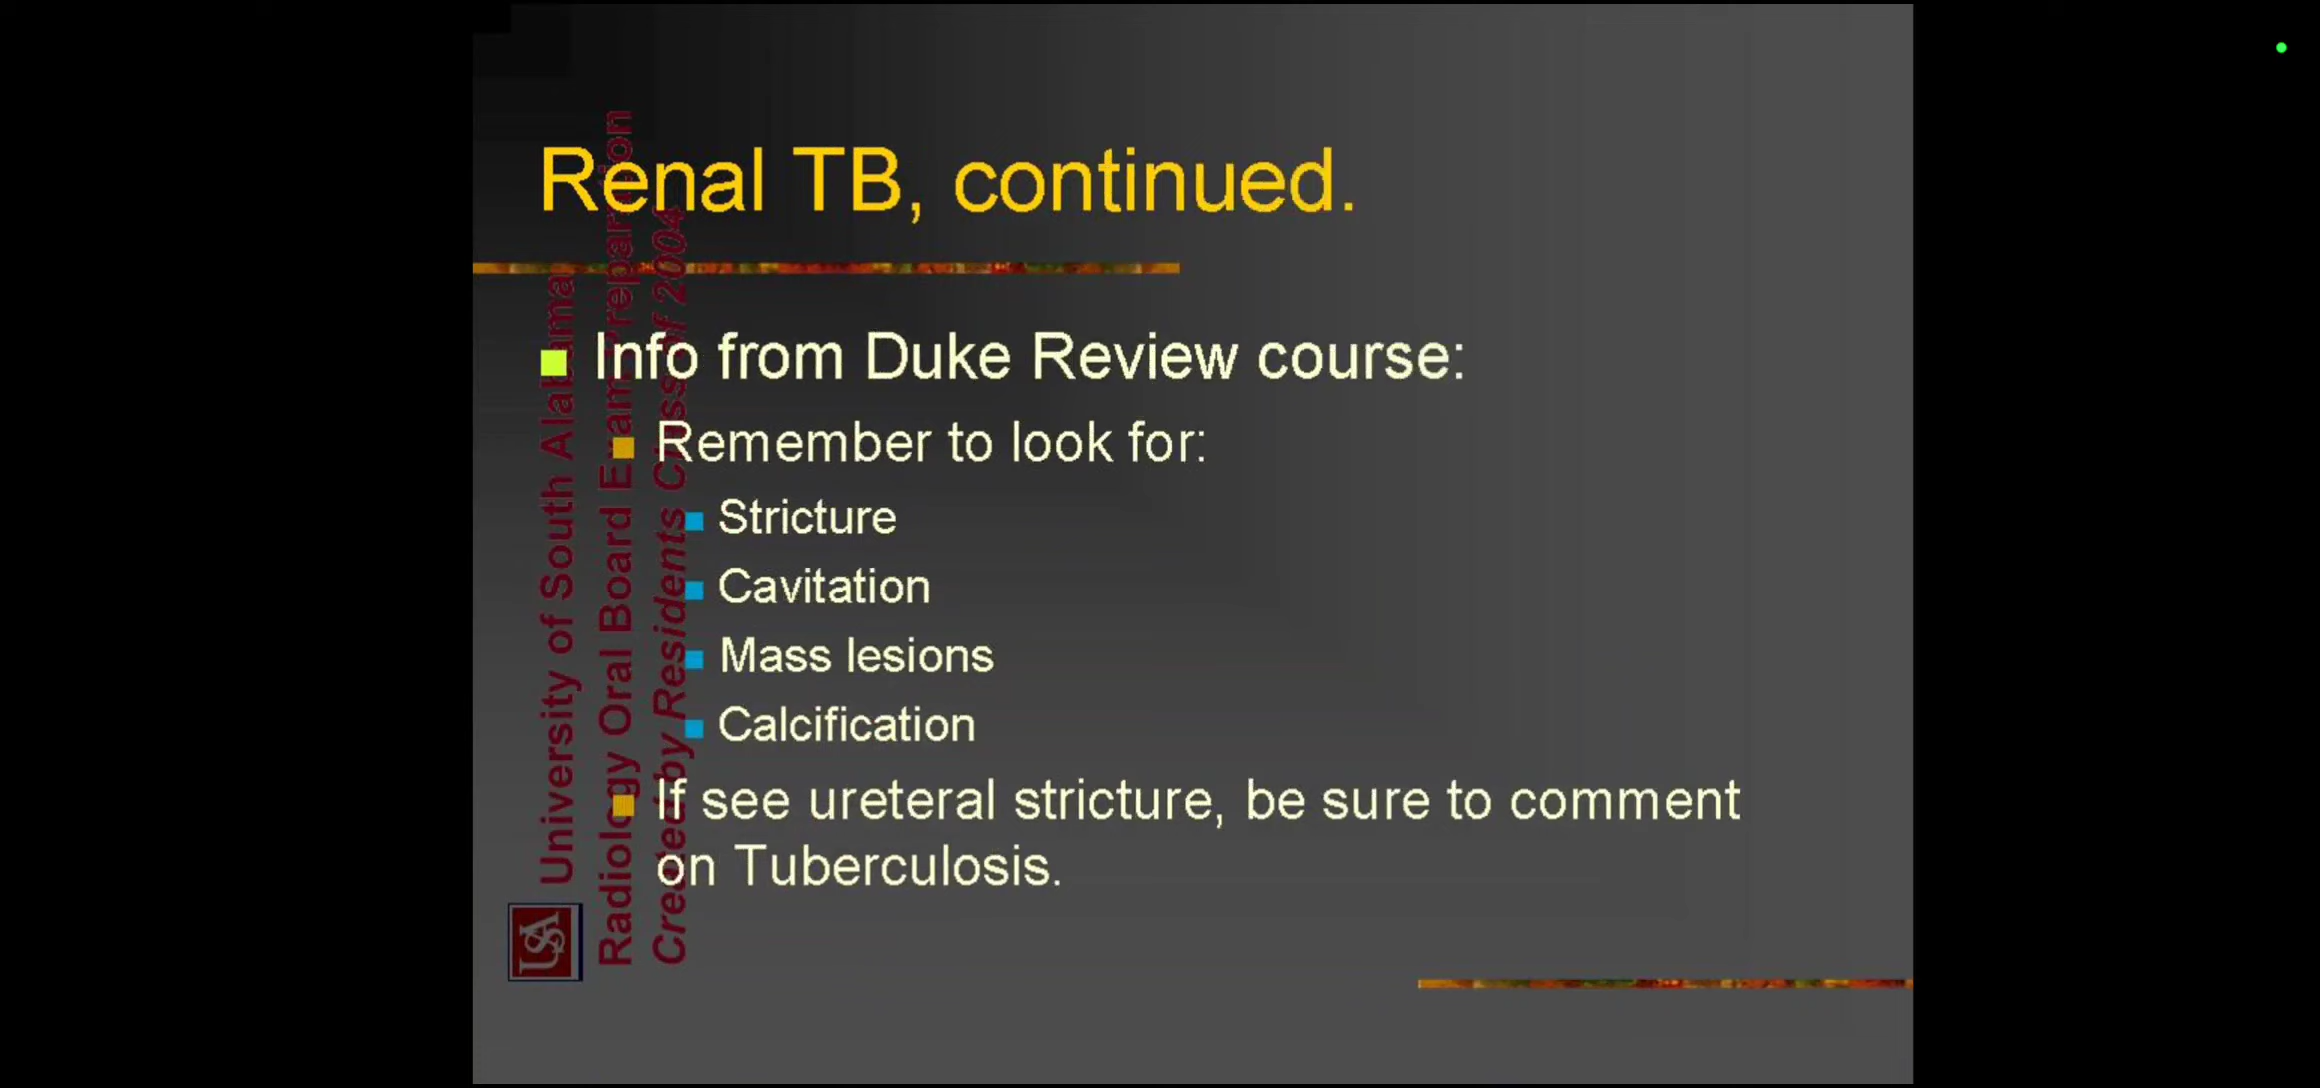 Renal TB, continued.
Info from Duke Review course:
Remember to look for:
Stricture
Cavitation
Mass lesions
Calcification
If see ureteral stricture, be sure to comment
on Tuberculosis.
University of South Alabama
Radiology Oral Board Exam Preparation
Created by Residents Class of 2004
USA